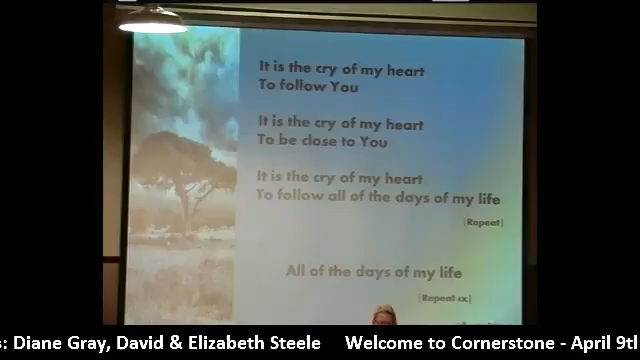 It is the cry of my heart
To follow You
It is the cry of my heart
To be close to You
It is the cry of my heart
To follow all of the days of my life
(Repeat)
All of the days of my life
(Repeat
s: Diane Gray, David & Elizabeth Steele Welcome to Cornerstone - April 9th